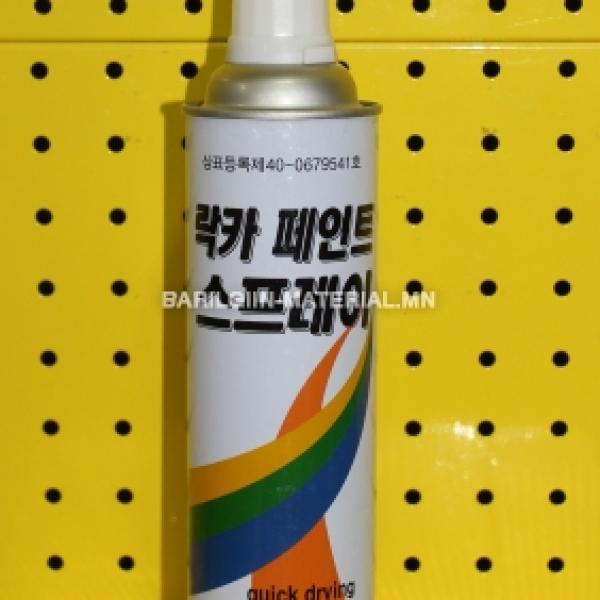 상표등록제40-0679541호
락카 페인트
BARILGIIN-MATERIAL.MN
스프레이
quick drying